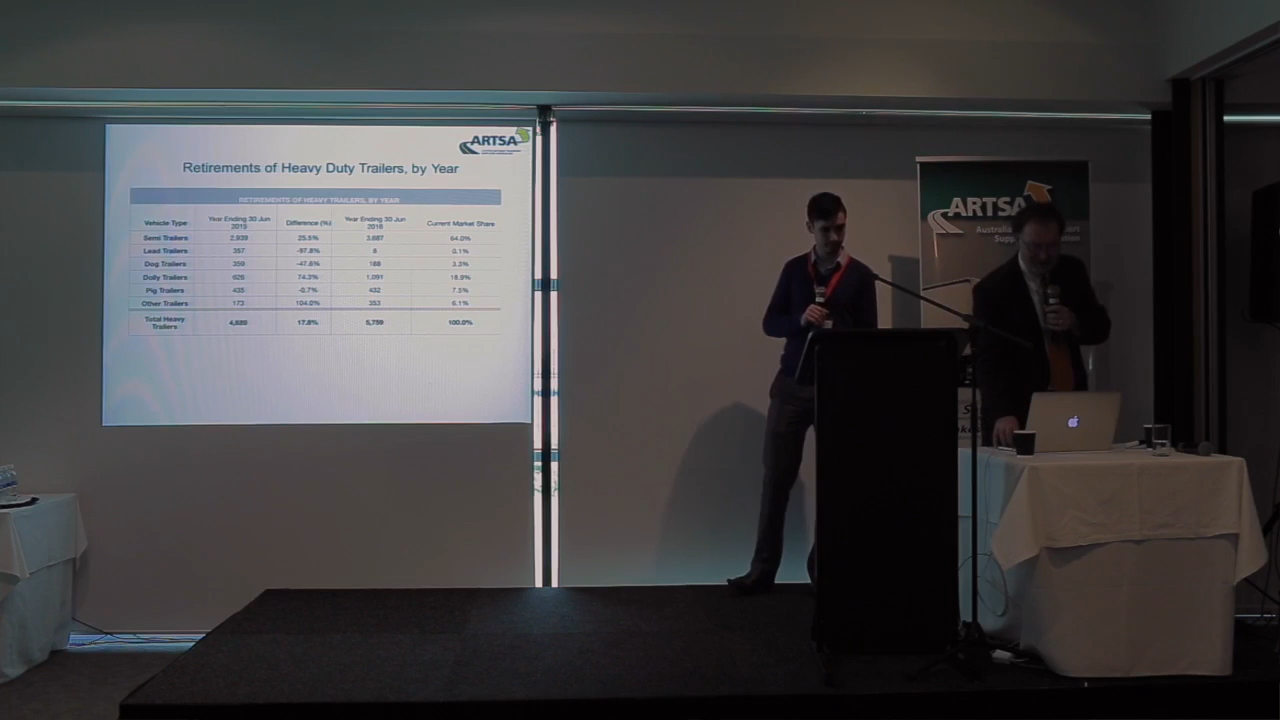 ARTSA
Retirements of Heavy Duty Trailers, by Year
RETIREMENTS OF HEAVY TRAILERS, BY YEAR
Vehicle Type Year Ending 30 Jun 2015 Difference (%) Year Ending 30 Jun 2016 Current Market Share
Semi Trailers 2,939 25.5% 3,687 64.0%
Lead Trailers 357 -97.8% 8 0.1%
Dog Trailers 359 -47.6% 188 3.3%
Dolly Trailers 626 74.3% 1,091 18.9%
Pig Trailers 435 -0.7% 432 7.5%
Other Trailers 173 104.0% 353 6.1%
Total Heavy Trailers 4,889 17.8% 5,759 100.0%
ARTSA
Australian